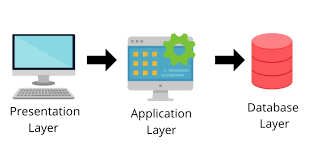 Presentation
Layer
Application
Layer
Database
Layer